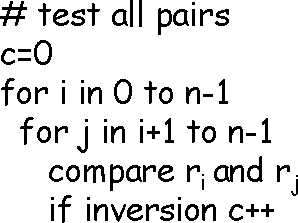 # test all pairs
c=0
for i in 0 to n-1
for j in i+1 to n-1
compare rᵢ and rⱼ
if inversion c++